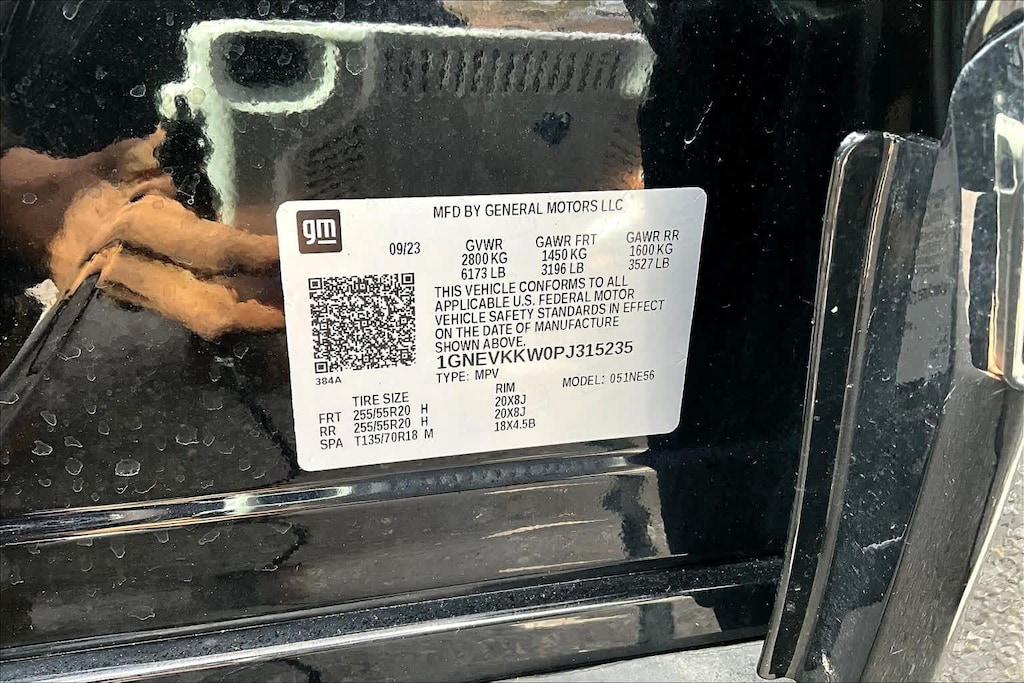 gm
MFD BY GENERAL MOTORS LLC
09/23
GVWR GAWR FRT GAWR RR
2800 KG 1450 KG 1600 KG
6173 LB 3196 LB 3527 LB
THIS VEHICLE CONFORMS TO ALL
APPLICABLE U.S. FEDERAL MOTOR
VEHICLE SAFETY STANDARDS IN EFFECT
ON THE DATE OF MANUFACTURE
SHOWN ABOVE.
1GNEVKKW0PJ315235
384A
TYPE: MPV MODEL: 051NE56
TIRE SIZE RIM
FRT 255/55R20 H 20X8J
RR 255/55R20 H 20X8J
SPA T135/70R18 M 18X4.5B